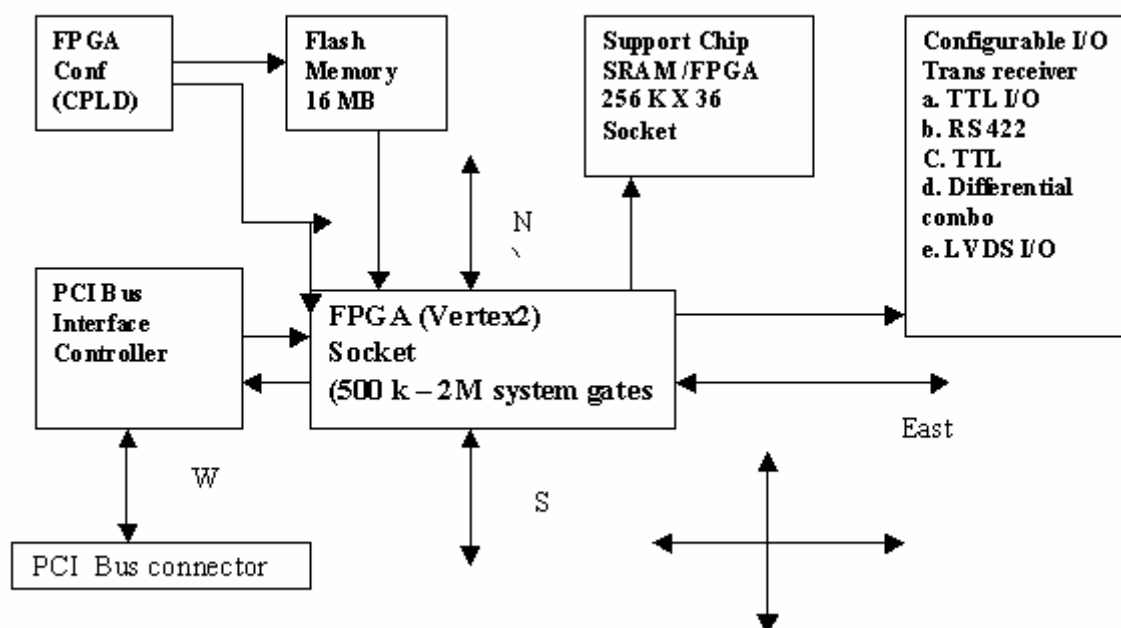 FPGA
Conf
(CPLD)
Flash
Memory
16 MB
Support Chip
SRAM/FPGA
256 K X 36
Socket
Configurable I/O
Trans receiver
a. TTL I/O
b. RS422
C. TTL
d. Differential
combo
e. LVDS I/O
N
PCI Bus
Interface
Controller
FPGA (Vertex2)
Socket
(500 k – 2M system gates
East
W
S
PCI Bus connector